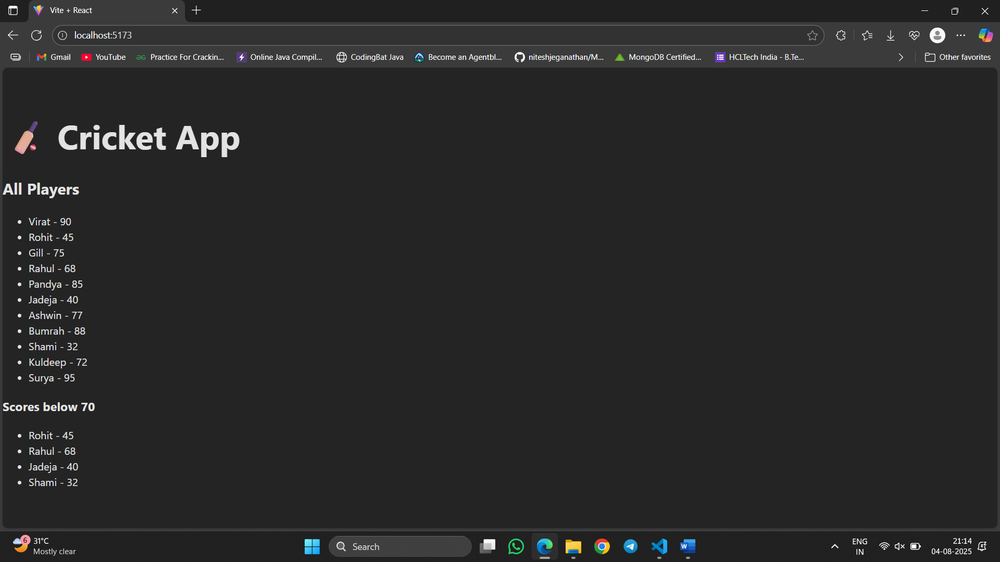 Vite + React
localhost:5173
Gmail
YouTube
Practice For Crackin...
Online Java Compil...
CodingBat Java
Become an Agentbl...
niteshjeganathan/M...
MongoDB Certified...
HCLTech India - B.Te...
Other favorites
Cricket App
All Players
Virat - 90
Rohit - 45
Gill - 75
Rahul - 68
Pandya - 85
Jadeja - 40
Ashwin - 77
Bumrah - 88
Shami - 32
Kuldeep - 72
Surya - 95
Scores below 70
Rohit - 45
Rahul - 68
Jadeja - 40
Shami - 32
6
31°C
Mostly clear
Search
W
ENG
IN
21:14
04-08-2025